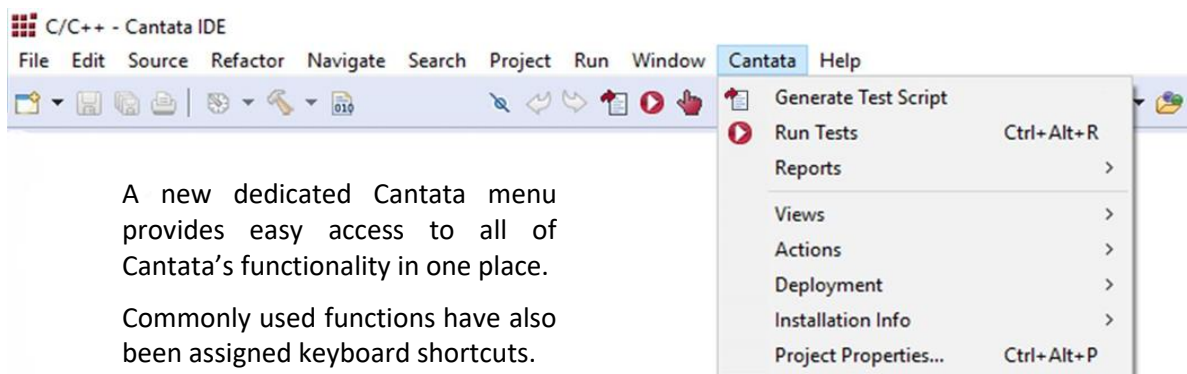 C/C++ - Cantata IDE
File Edit Source Refactor Navigate Search Project Run Window Cantata Help
010
Generate Test Script
Run Tests Ctrl+Alt+R
Reports >
Views >
Actions >
Deployment >
Installation Info >
Project Properties... Ctrl+Alt+P
A new dedicated Cantata menu
provides easy access to all of
Cantata’s functionality in one place.
Commonly used functions have also
been assigned keyboard shortcuts.